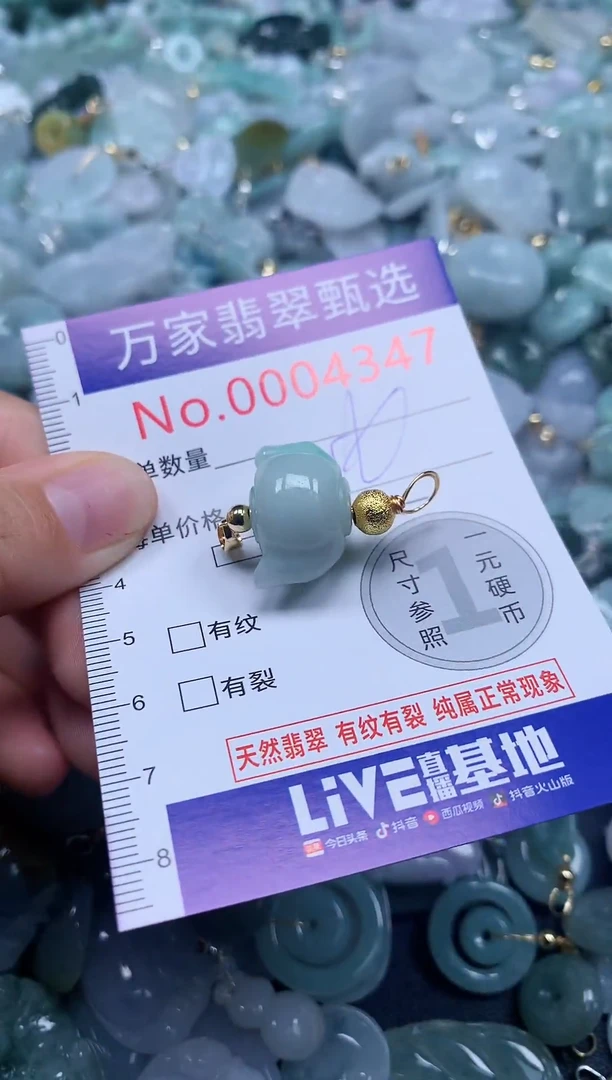 万家翡翠甄选
No.0004347
0
1
单数量
每单价格
4
5
有纹
6
有裂
7
8
尺寸参照
1
一元硬币
天然翡翠 有纹有裂 纯属正常现象
LiVE直播基地
今日头条 抖音 西瓜视频 抖音火山版